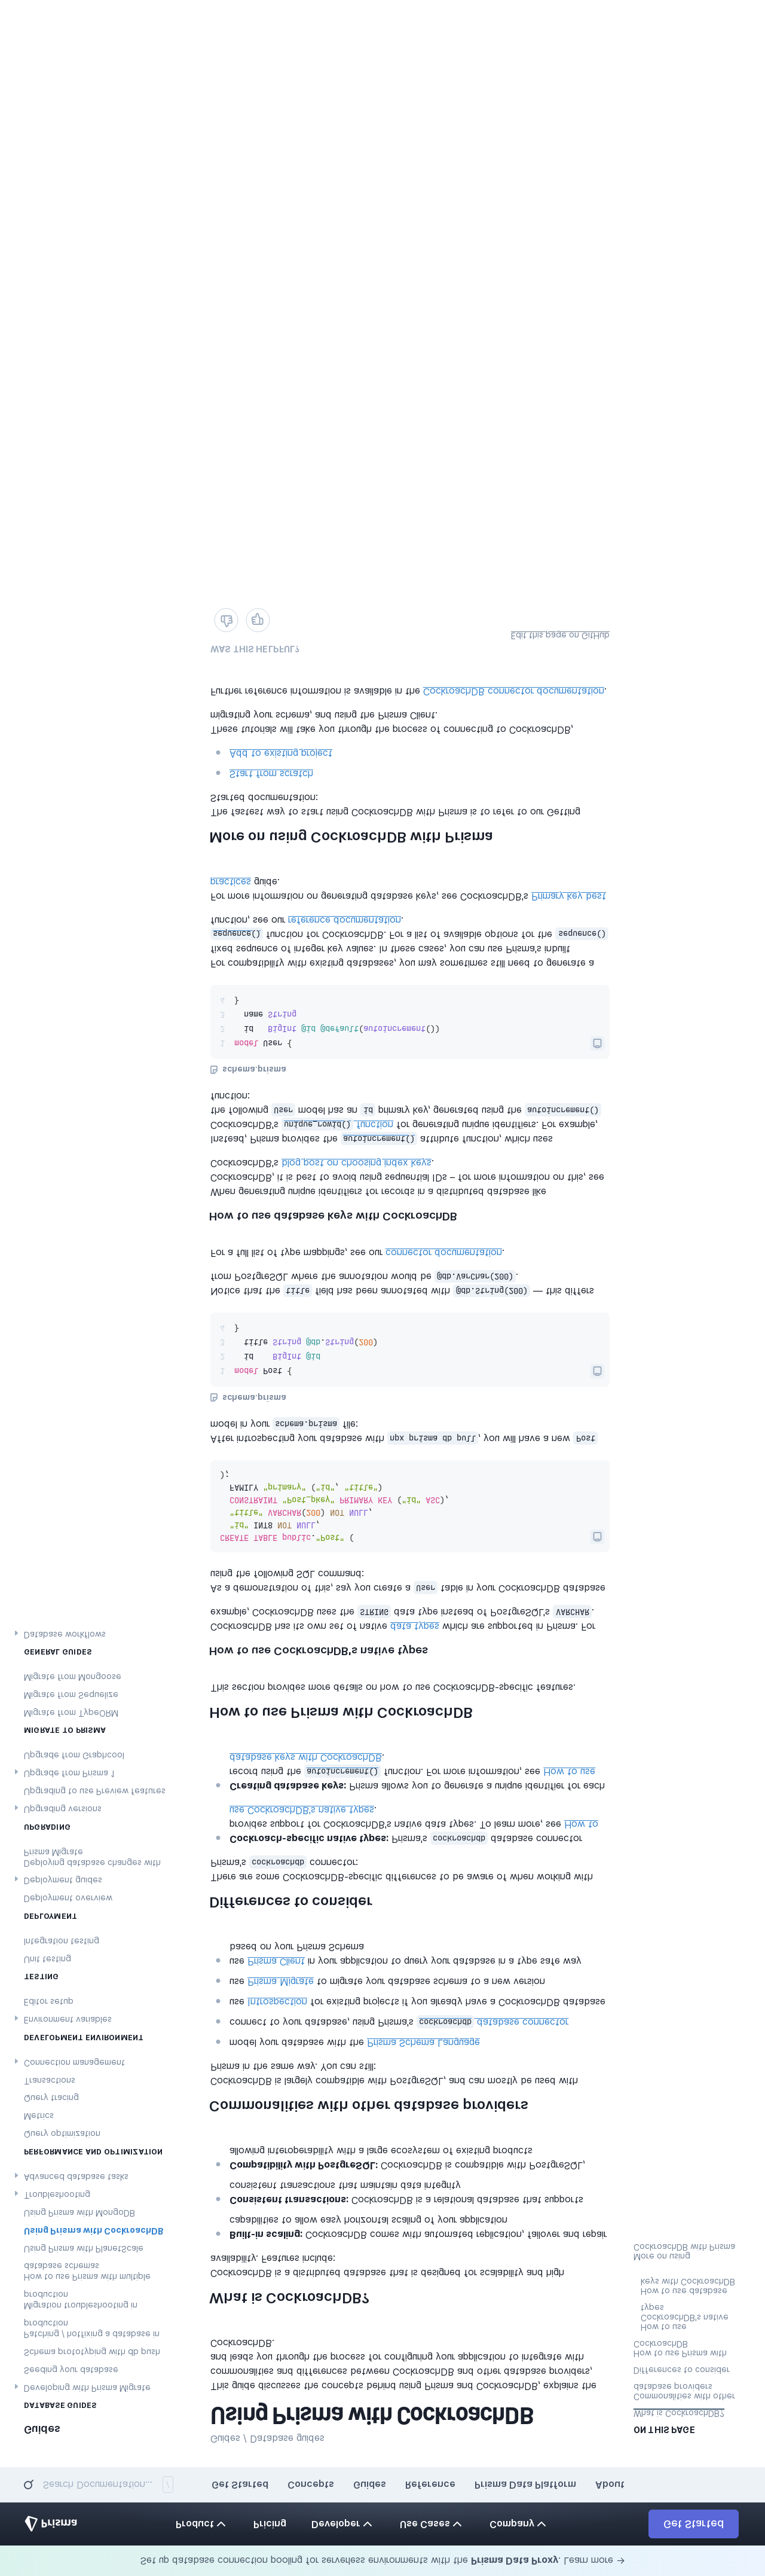 Set up database connection pooling for serverless environments with the Prisma Data Proxy. Learn more →
Prisma
Product
Pricing
Developer
Use Cases
Company
Get Started
Search Documentation... /
Get Started
Concepts
Guides
Reference
Prisma Data Platform
About
Guides
DATABASE GUIDES
Developing with Prisma Migrate
Seeding your database
Schema prototyping with db push
Patching / hotfixing a database in
production
Migration troubleshooting in
production
How to use Prisma with multiple
database schemas
Using Prisma with PlanetScale
Using Prisma with CockroachDB
Using Prisma with MongoDB
Troubleshooting
Advanced database tasks
PERFORMANCE AND OPTIMIZATION
Query optimization
Metrics
Query tracing
Transactions
Connection management
DEVELOPMENT ENVIRONMENT
Environment variables
Editor setup
TESTING
Unit testing
Integration testing
DEPLOYMENT
Deployment overview
Deployment guides
Deploying database changes with
Prisma Migrate
UPGRADING
Upgrading versions
Upgrading to use Preview features
Upgrade from Prisma 1
Upgrade from Graphcool
MIGRATE TO PRISMA
Migrate from TypeORM
Migrate from Sequelize
Migrate from Mongoose
GENERAL GUIDES
Database workflows
Guides / Database guides
Using Prisma with CockroachDB
This guide discusses the concepts behind using Prisma and CockroachDB, explains the
commonalities and differences between CockroachDB and other database providers,
and leads you through the process for configuring your application to integrate with
CockroachDB.
What is CockroachDB?
CockroachDB is a distributed database that is designed for scalability and high
availability. Features include:
Built-in scaling: CockroachDB comes with automated replication, failover and repair
capabilities to allow easy horizontal scaling of your application
Consistent transactions: CockroachDB is a relational database that supports
consistent transactions that maintain data integrity
Compatibility with PostgreSQL: CockroachDB is compatible with PostgreSQL,
allowing interoperability with a large ecosystem of existing products
Commonalities with other database providers
CockroachDB is largely compatible with PostgreSQL, and can mostly be used with
Prisma in the same way. You can still:
model your database with the Prisma Schema Language
connect to your database, using Prisma's cockroachdb database connector
use Introspection for existing projects if you already have a CockroachDB database
use Prisma Migrate to migrate your database schema to a new version
use Prisma Client in your application to query your database in a type safe way
based on your Prisma Schema
Differences to consider
There are some CockroachDB-specific differences to be aware of when working with
Prisma's cockroachdb connector:
Cockroach-specific native types: Prisma's cockroachdb database connector
provides support for CockroachDB's native data types. To learn more, see How to
use CockroachDB's native types.
Creating database keys: Prisma allows you to generate a unique identifier for each
record using the autoincrement() function. For more information, see How to use
database keys with CockroachDB.
How to use Prisma with CockroachDB
This section provides more details on how to use CockroachDB-specific features.
How to use CockroachDB's native types
CockroachDB has its own set of native data types which are supported in Prisma. For
example, CockroachDB uses the STRING data type instead of PostgreSQL's VARCHAR.
As a demonstration of this, say you create a User table in your CockroachDB database
using the following SQL command:
CREATE TABLE public."Post" (
"id" INT8 NOT NULL,
"title" VARCHAR(200) NOT NULL,
CONSTRAINT "Post_pkey" PRIMARY KEY ("id" ASC),
FAMILY "primary" ("id", "title")
);
After introspecting your database with npx prisma db pull, you will have a new Post
model in your schema.prisma file:
schema.prisma
1 model Post {
2 id BigInt @id
3 title String @db.String(200)
4 }
Notice that the title field has been annotated with @db.String(200) — this differs
from PostgreSQL where the annotation would be @db.VarChar(200).
For a full list of type mappings, see our connector documentation.
How to use database keys with CockroachDB
When generating unique identifiers for records in a distributed database like
CockroachDB, it is best to avoid using sequential IDs – for more information on this, see
CockroachDB's blog post on choosing index keys.
Instead, Prisma provides the autoincrement() attribute function, which uses
CockroachDB's unique_rowid() function for generating unique identifiers. For example,
the following User model has an id primary key, generated using the autoincrement()
function:
schema.prisma
1 model User {
2 id BigInt @id @default(autoincrement())
3 name String
4 }
For compatibility with existing databases, you may sometimes still need to generate a
fixed sequence of integer key values. In these cases, you can use Prisma's inbuilt
sequence() function for CockroachDB. For a list of available options for the sequence()
function, see our reference documentation.
For more information on generating database keys, see CockroachDB's Primary key best
practices guide.
More on using CockroachDB with Prisma
The fastest way to start using CockroachDB with Prisma is to refer to our Getting
Started documentation:
Start from scratch
Add to existing project
These tutorials will take you through the process of connecting to CockroachDB,
migrating your schema, and using the Prisma Client.
Further reference information is available in the CockroachDB connector documentation.
WAS THIS HELPFUL?
Edit this page on GitHub
ON THIS PAGE
What is CockroachDB?
Commonalities with other
database providers
Differences to consider
How to use Prisma with
CockroachDB
How to use
CockroachDB's native
types
How to use database
keys with CockroachDB
More on using
CockroachDB with Prisma